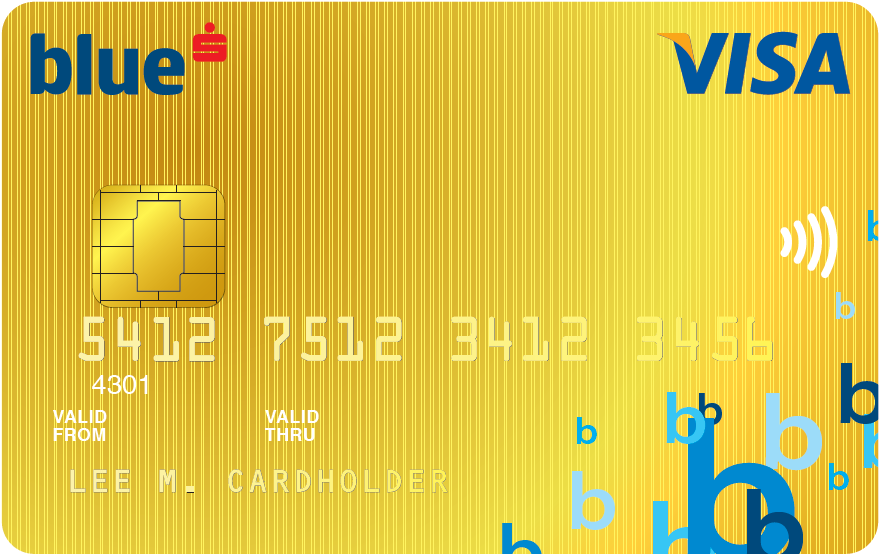 blue VISA
5412 7512 3412 3456
4301
VALID FROM VALID THRU
LEE M. CARDHOLDER
b
b
b
b
b
b
b
b
b
b
b
b
b
b